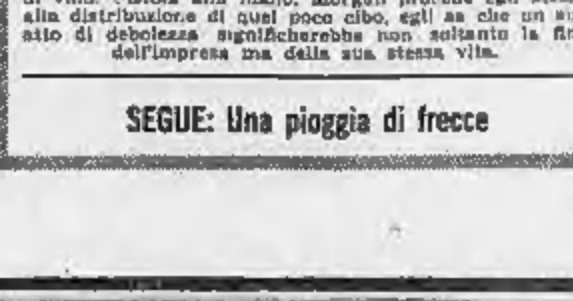 alla distribuzione di quel poco cibo, egli sa che un suo
atto di debolezza significherebbe non soltanto la fine
dell'impresa ma della sua stessa vita.
SEGUE: Una pioggia di frecce